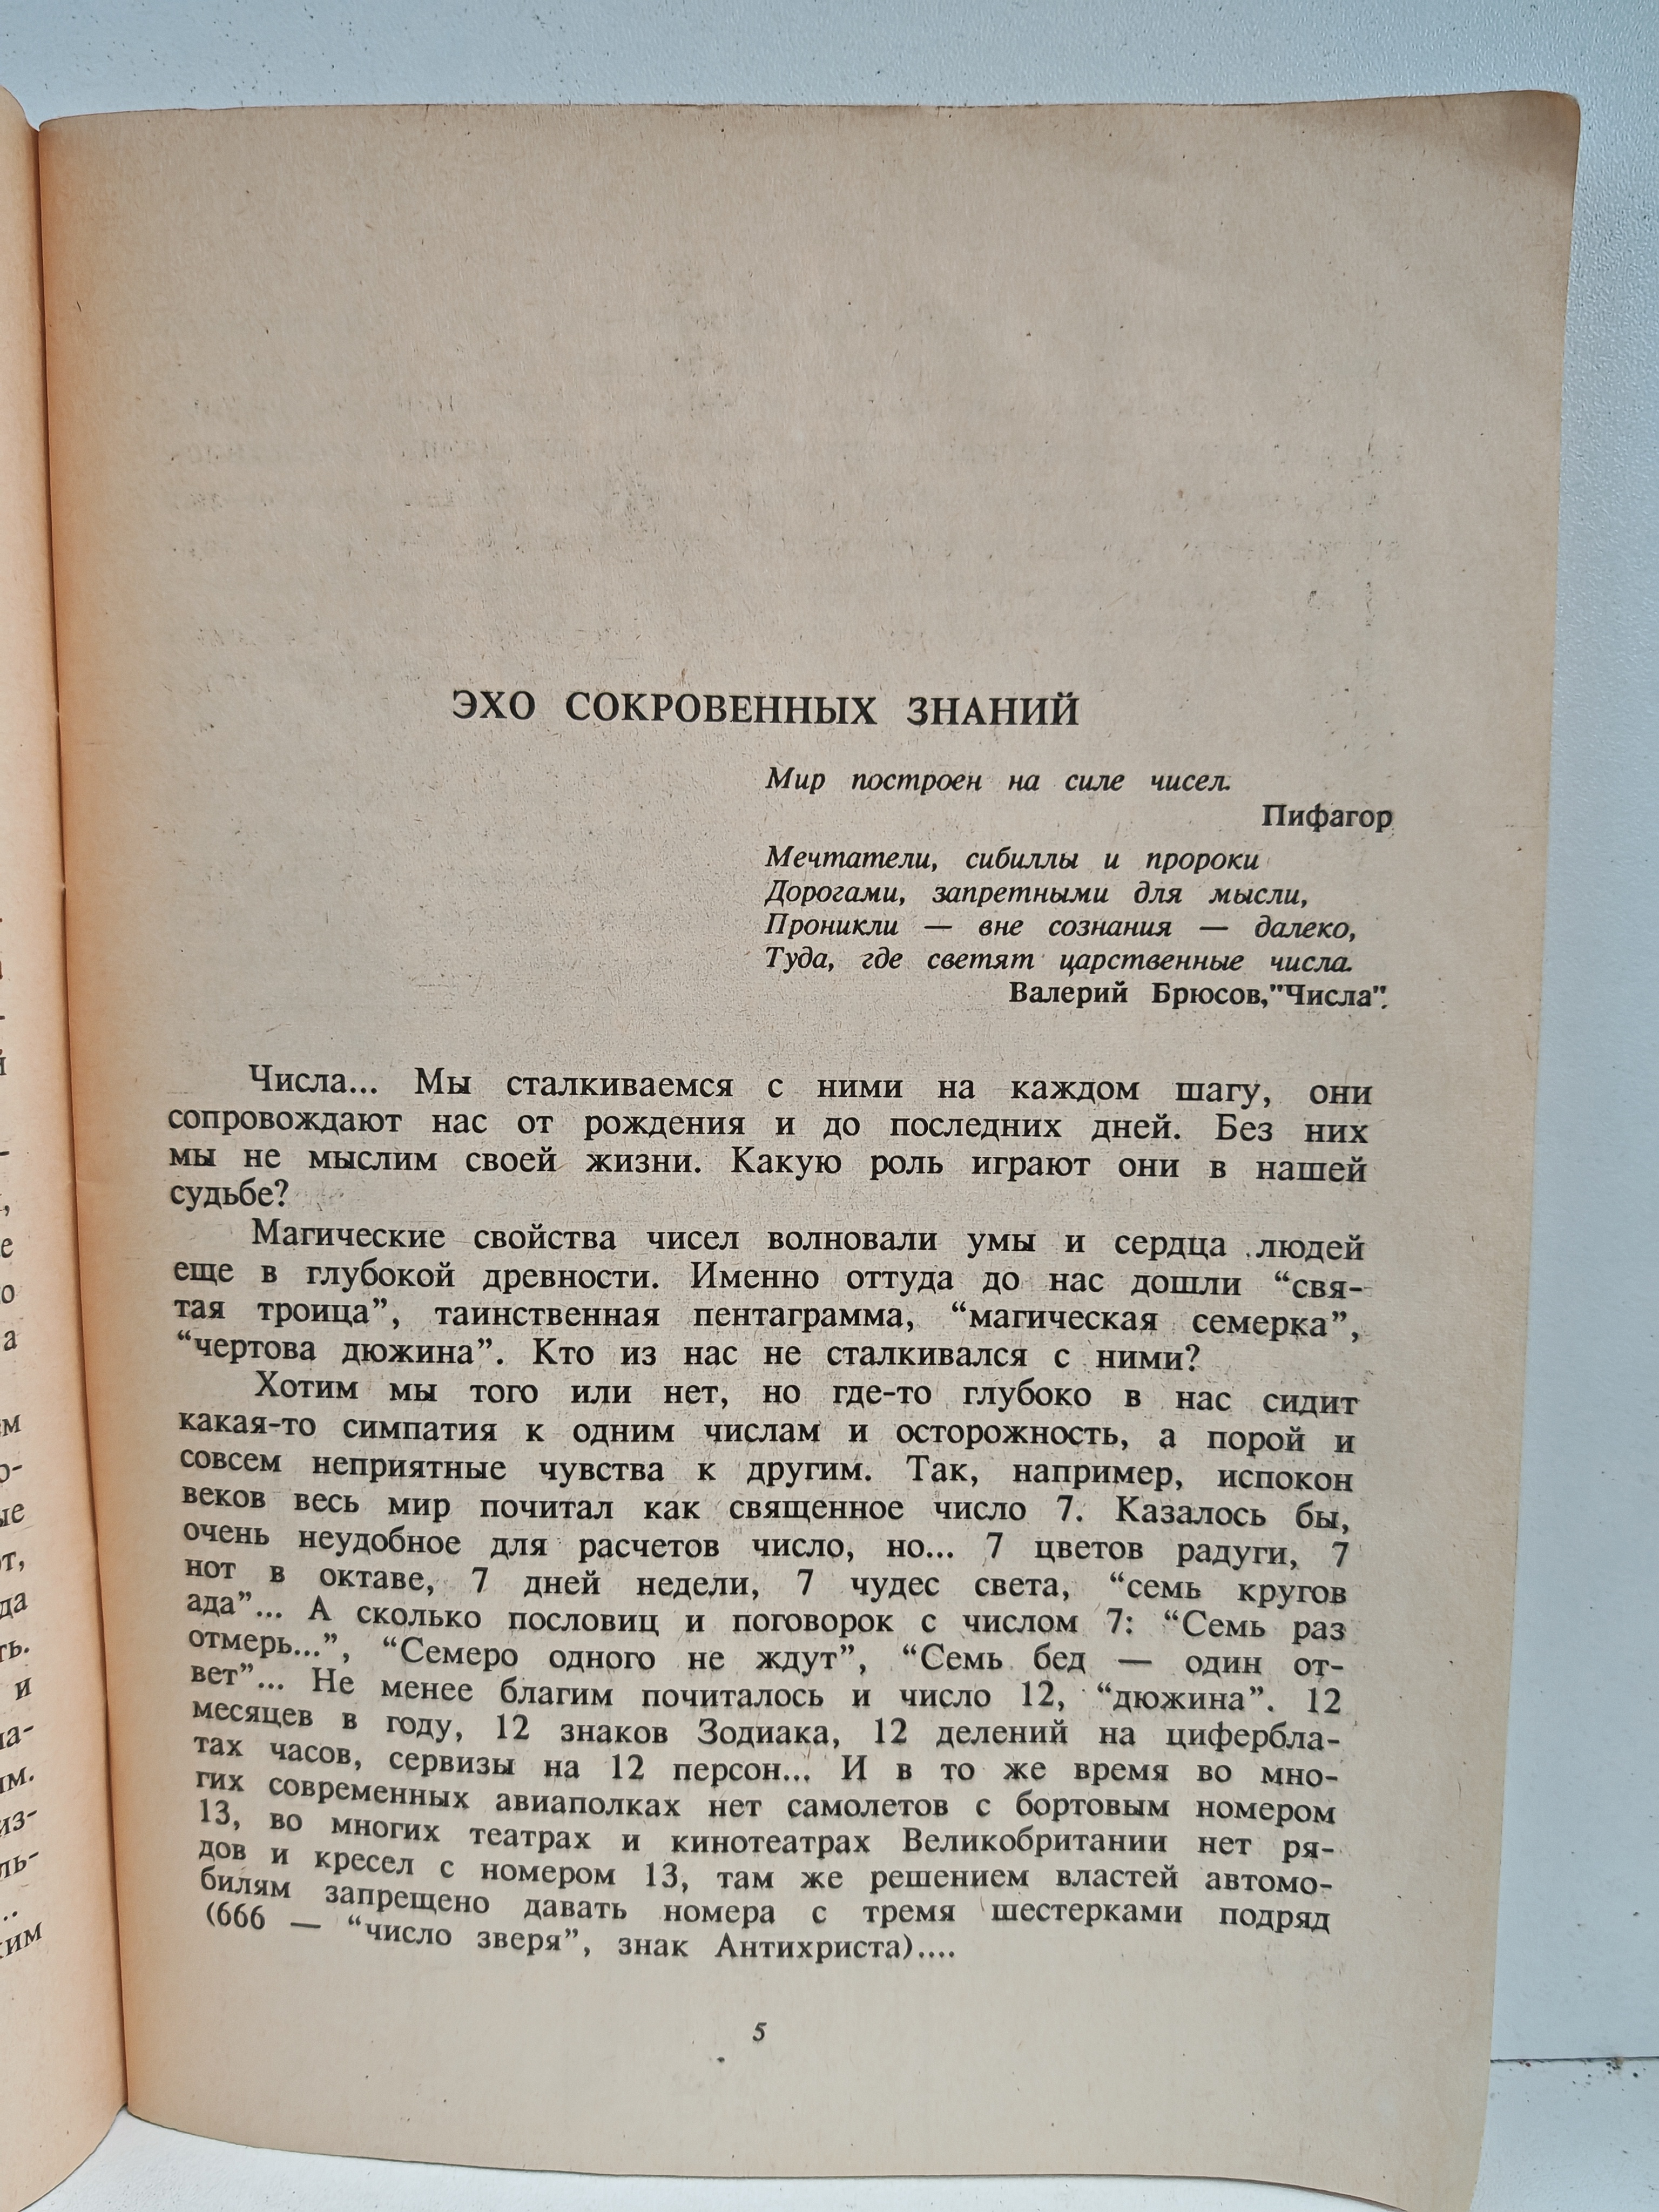 ЭХО СОКРОВЕННЫХ ЗНАНИЙ
Мир построен на силе чисел.
Пифагор
Мечтатели, сибиллы и пророки
Дорогами, запретными для мысли,
Проникли — вне сознания — далеко,
Туда, где светят царственные числа.
Валерий Брюсов,"Числа".
Числа... Мы сталкиваемся с ними на каждом шагу, они
сопровождают нас от рождения и до последних дней. Без них
мы не мыслим своей жизни. Какую роль играют они в нашей
судьбе?
Магические свойства чисел волновали умы и сердца людей
еще в глубокой древности. Именно оттуда до нас дошли “свя-
тая троица”, таинственная пентаграмма, “магическая семерка”,
“чертова дюжина”. Кто из нас не сталкивался с ними?
Хотим мы того или нет, но где-то глубоко в нас сидит
какая-то симпатия к одним числам и осторожность, а порой и
совсем неприятные чувства к другим. Так, например, испокон
веков весь мир почитал как священное число 7. Казалось бы,
очень неудобное для расчетов число, но... 7 цветов радуги, 7
нот в октаве, 7 дней недели, 7 чудес света, “семь кругов
ада”... А сколько пословиц и поговорок с числом 7: “Семь раз
отмерь...”, “Семеро одного не ждут”, “Семь бед — один от-
вет”... Не менее благим почиталось и число 12, “дюжина”. 12
месяцев в году, 12 знаков Зодиака, 12 делений на цифербла-
тах часов, сервизы на 12 персон... И в то же время во мно-
гих современных авиаполках нет самолетов с бортовым номером
13, во многих театрах и кинотеатрах Великобритании нет ря-
дов и кресел с номером 13, там же решением властей автомо-
билям запрещено давать номера с тремя шестерками подряд
(666 — “число зверя”, знак Антихриста)....
5